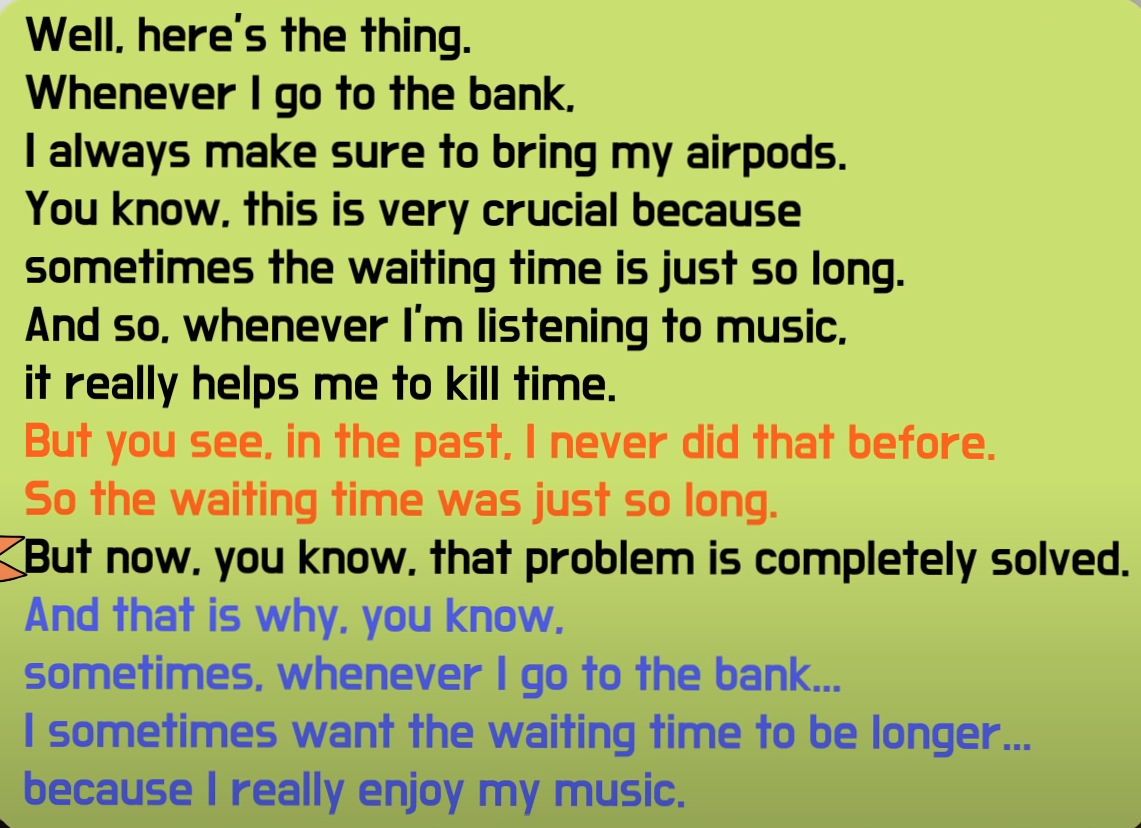 Well, here's the thing.
Whenever I go to the bank,
I always make sure to bring my airpods.
You know, this is very crucial because
sometimes the waiting time is just so long.
And so, whenever I'm listening to music,
it really helps me to kill time.
But you see, in the past, I never did that before.
So the waiting time was just so long.
But now, you know, that problem is completely solved.
And that is why, you know,
sometimes, whenever I go to the bank...
I sometimes want the waiting time to be longer...
because I really enjoy my music.